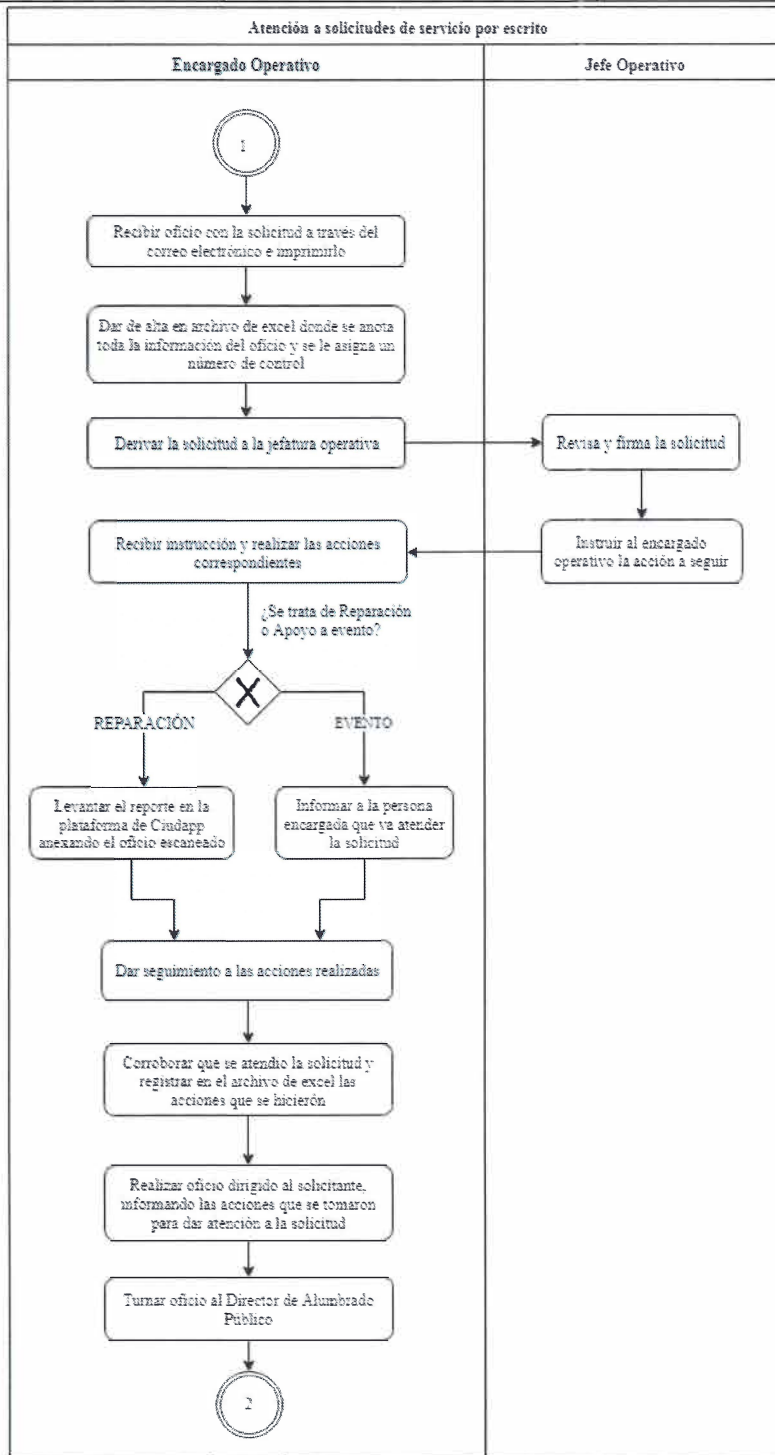 Atención a solicitudes de servicio por escrito
Encargado Operativo
Jefe Operativo
1
Recibir oficio con la solicitud a través del
correo electrónico e imprimirlo
Dar de alta en archivo de excel donde se anota
toda la información del oficio y se le asigna un
número de control
Derivar la solicitud a la jefatura operativa
Revisa y firma la solicitud
Instruir al encargado
operativo la acción a seguir
Recibir instrucción y realizar las acciones
correspondientes
¿Se trata de Reparación
o Apoyo a evento?
X
REPARACIÓN
EVENTO
Levantar el reporte en la
plataforma de Ciudapp
anexando el oficio escaneado
Informar a la persona
encargada que va atender
la solicitud
Dar seguimiento a las acciones realizadas
Corroborar que se atendio la solicitud y
registrar en el archivo de excel las
acciones que se hicierón
Realizar oficio dirigido al solicitante,
informando las acciones que se tomaron
para dar atención a la solicitud
Turnar oficio al Director de Alumbrado
Público
2